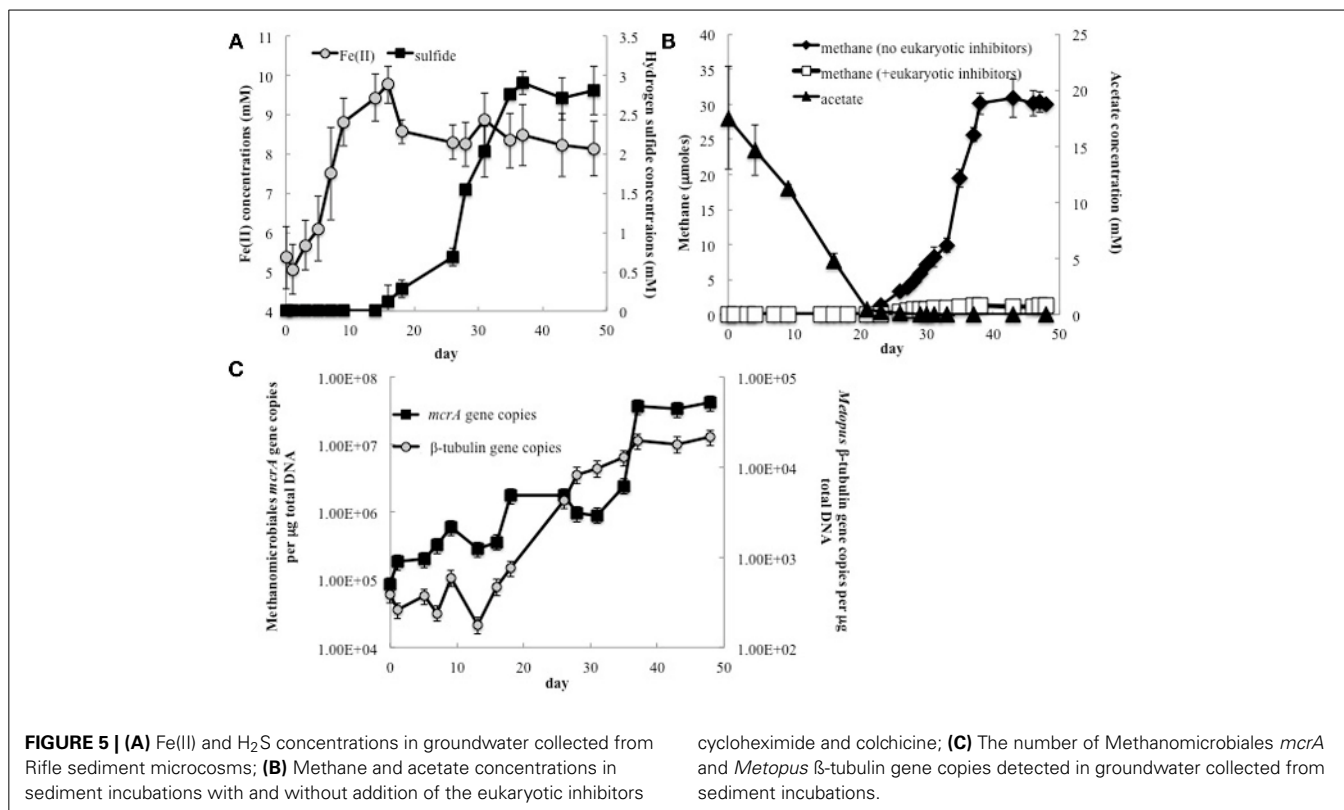 A
Fe(II) sulfide
Fe(II) concentrations (mM)
11
10
9
8
7
6
5
4
Hydrogen sulfide concentraions (mM)
3.5
3
2.5
2
1.5
1
0.5
0
0 10 20 30 40 50
day
B
methane (no eukaryotic inhibitors)
methane (+eukaryotic inhibitors)
acetate
Methane (μmoles)
40
35
30
25
20
15
10
5
0
Acetate concentration (mM)
25
20
15
10
5
0
0 10 20 30 40 50
day
C
mcrA gene copies
β-tubulin gene copies
Methanomicrobiales mcrA gene copies
per μg total DNA
1.00E+08
1.00E+07
1.00E+06
1.00E+05
1.00E+04
Metopus β-tubulin gene copies per μg
total DNA
1.00E+05
1.00E+04
1.00E+03
1.00E+02
0 10 20 30 40 50
day
FIGURE 5 | (A) Fe(II) and H₂S concentrations in groundwater collected from
Rifle sediment microcosms; (B) Methane and acetate concentrations in
sediment incubations with and without addition of the eukaryotic inhibitors
cycloheximide and colchicine; (C) The number of Methanomicrobiales mcrA
and Metopus ß-tubulin gene copies detected in groundwater collected from
sediment incubations.